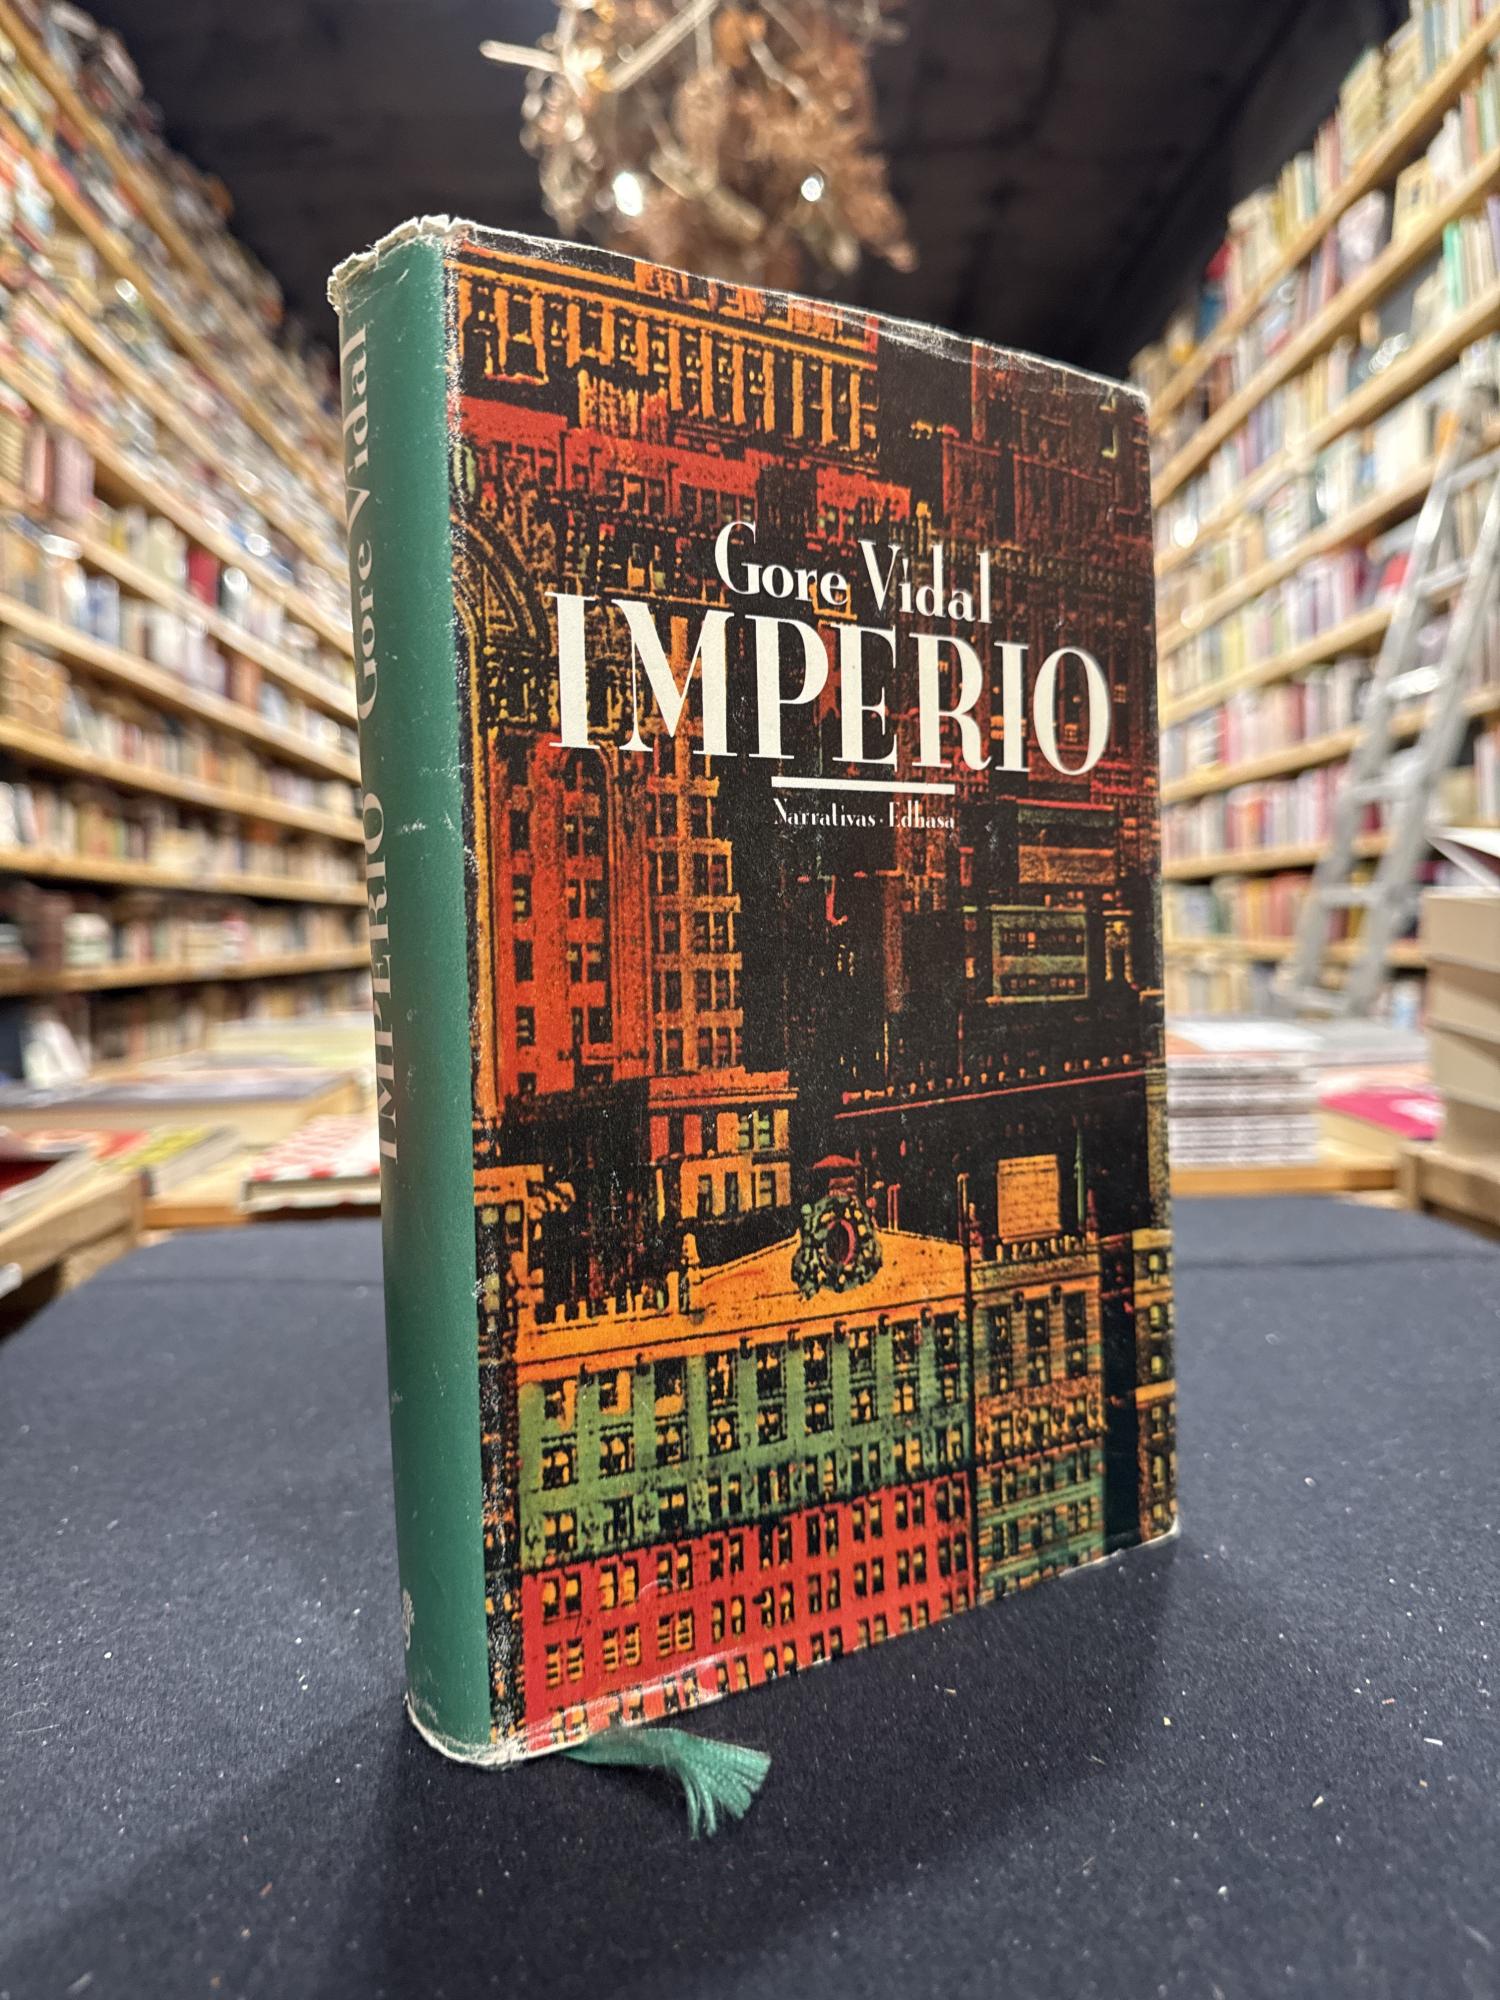 Gore Vidal
IMPERIO
Narrativas · Edhasa
IMPERIO Gore Vidal